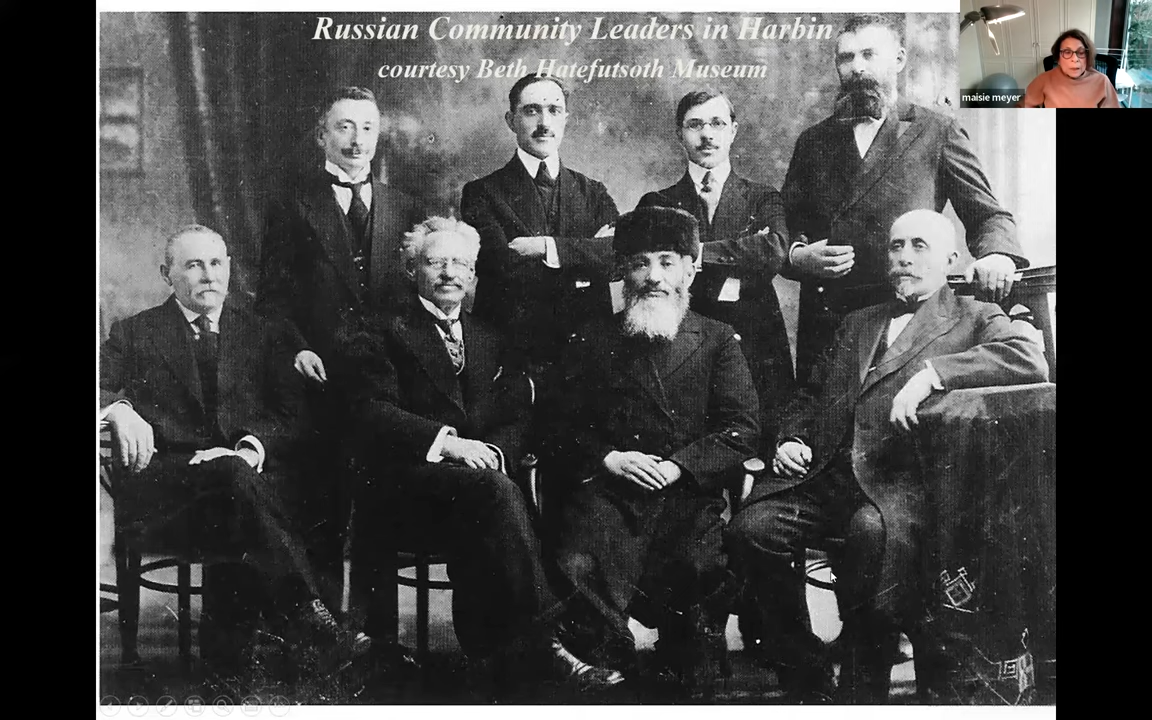 Russian Community Leaders in Harbin
courtesy Beth Hatefutsoth Museum
maisie meyer